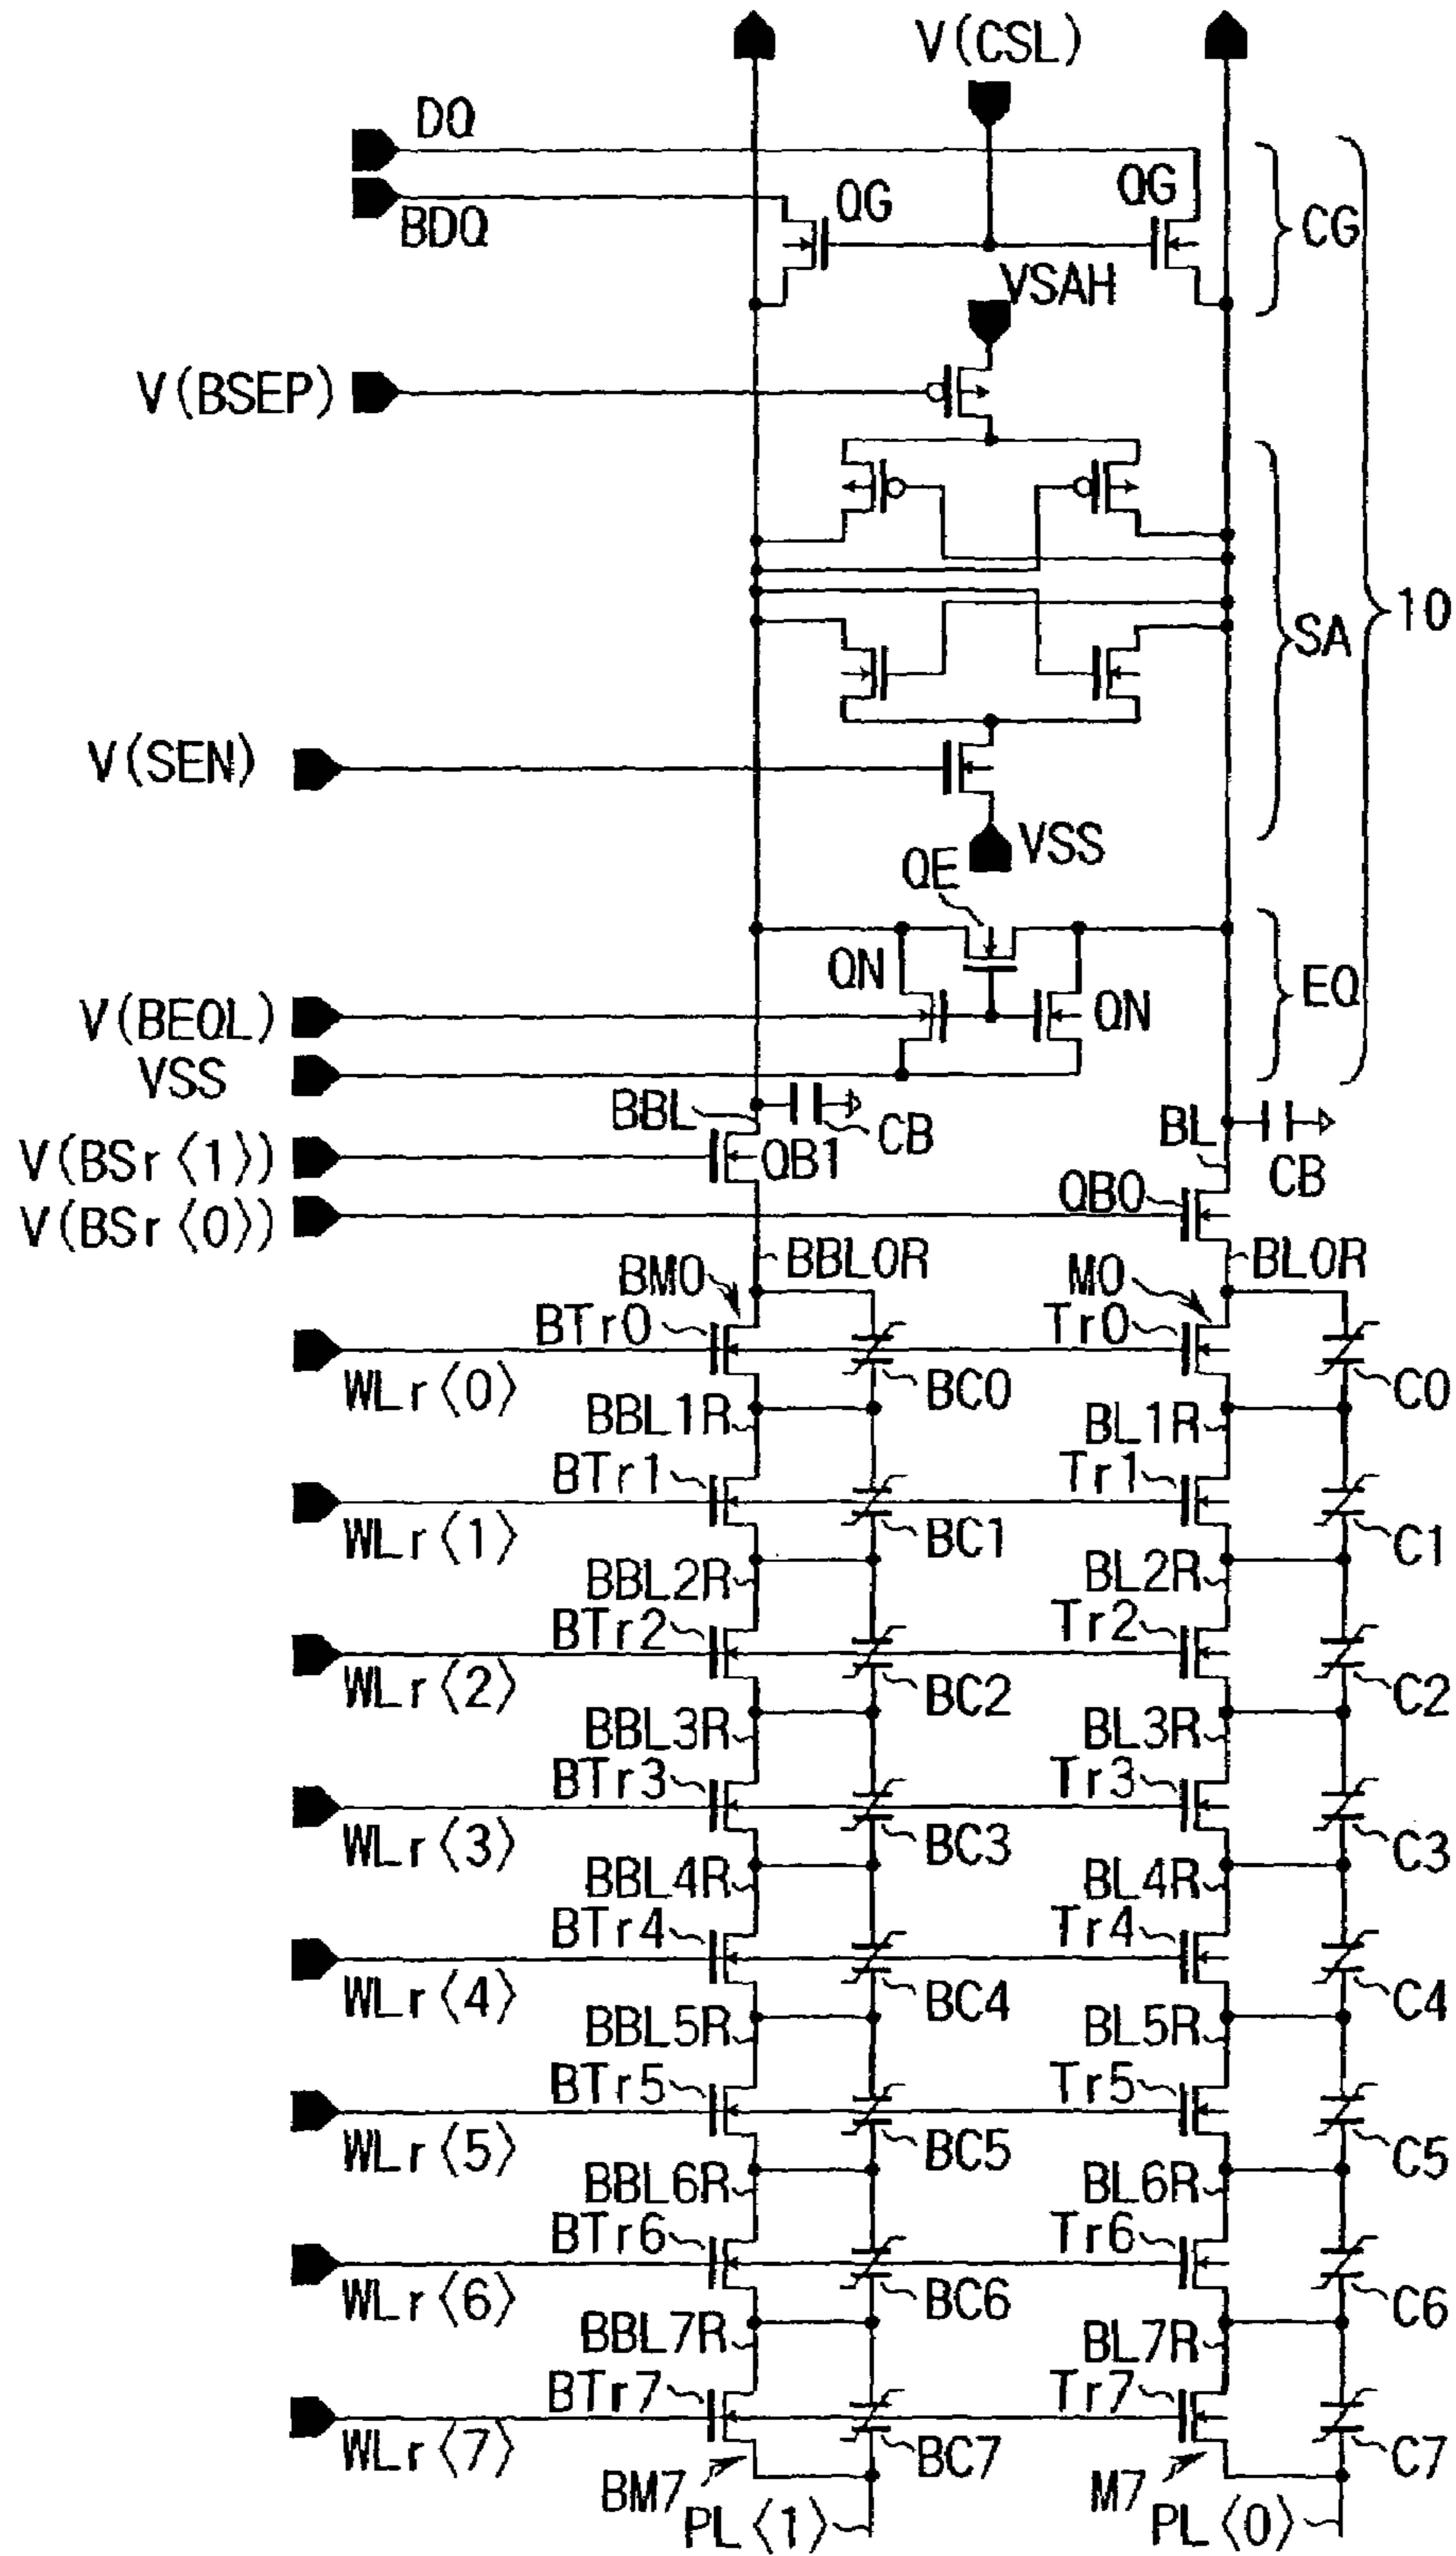 V(CSL)
DQ
BDQ
QG
QG
CG
VSAH
V(BSEP)
10
SA
V(SEN)
VSS
QE
QN
QN
EQ
V(BEQL)
VSS
BBL
CB
BL
CB
V(BSr〈1〉)
QB1
V(BSr〈0〉)
QB0
BBL0R
BL0R
BM0
M0
BTr0
Tr0
WLr〈0〉
BC0
C0
BBL1R
BL1R
BTr1
Tr1
WLr〈1〉
BC1
C1
BBL2R
BL2R
BTr2
Tr2
WLr〈2〉
BC2
C2
BBL3R
BL3R
BTr3
Tr3
WLr〈3〉
BC3
C3
BBL4R
BL4R
BTr4
Tr4
WLr〈4〉
BC4
C4
BBL5R
BL5R
BTr5
Tr5
WLr〈5〉
BC5
C5
BBL6R
BL6R
BTr6
Tr6
WLr〈6〉
BC6
C6
BBL7R
BL7R
BTr7
Tr7
WLr〈7〉
BC7
C7
BM7
M7
PL〈1〉
PL〈0〉